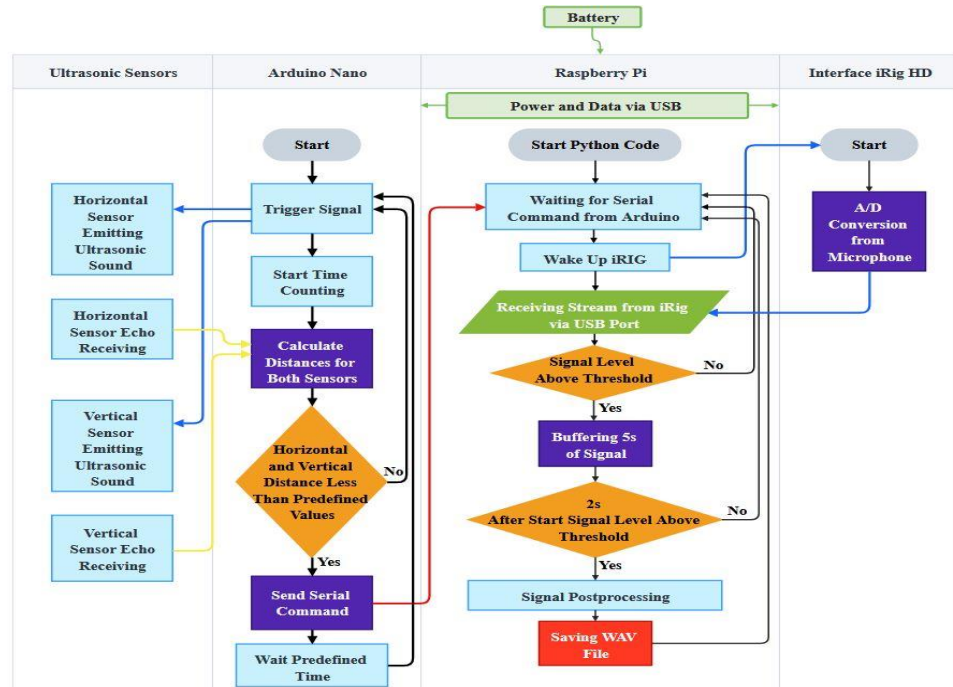 Battery
Ultrasonic Sensors
Arduino Nano
Raspberry Pi
Interface iRig HD
Power and Data via USB
Start
Trigger Signal
Start Time
Counting
Calculate
Distances for
Both Sensors
Horizontal
and Vertical
Distance Less
Than Predefined
Values
No
Yes
Send Serial
Command
Wait Predefined
Time
Horizontal
Sensor
Emitting
Ultrasonic
Sound
Horizontal
Sensor Echo
Receiving
Vertical
Sensor
Emitting
Ultrasonic
Sound
Vertical
Sensor Echo
Receiving
Start Python Code
Waiting for Serial
Command from Arduino
Wake Up iRIG
Receiving Stream from iRig
via USB Port
Signal Level
Above Threshold
No
Yes
Buffering 5s
of Signal
2s
After Start Signal Level Above
Threshold
No
Yes
Signal Postprocessing
Saving WAV
File
Start
A/D
Conversion
from
Microphone